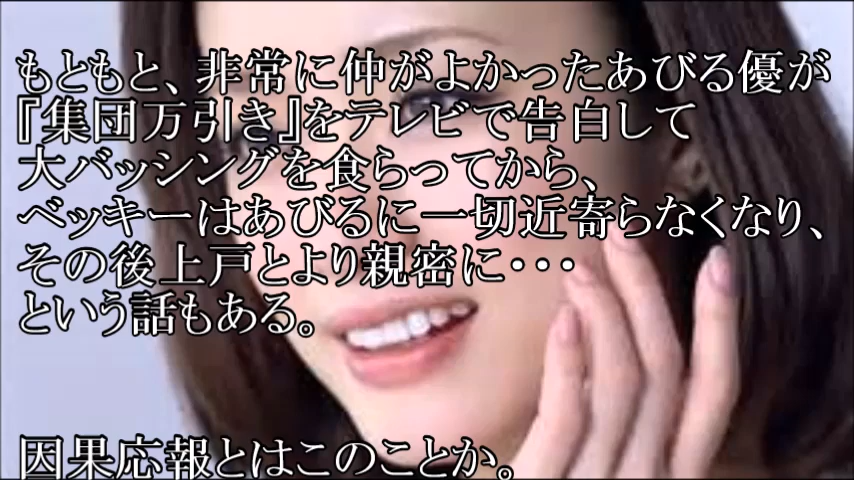 もともと、非常に仲がよかったあびる優が
『集団万引き』をテレビで告白して
大バッシングを食らってから、
ベッキーはあびるに一切近寄らなくなり、
その後上戸とより親密に・・・
という話もある。
因果応報とはこのことか。